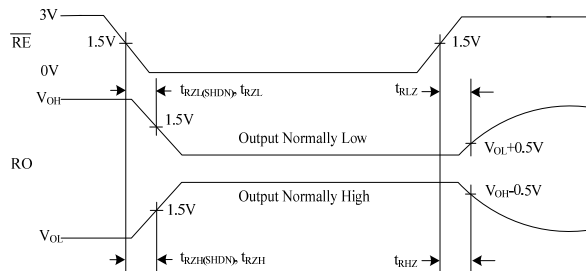 3V
RE
1.5V
1.5V
0V
tRZL(SHDN), tRZL
tRLZ
VOH
1.5V
Output Normally Low
VOL+0.5V
RO
Output Normally High
VOH-0.5V
1.5V
VOL
tRZH(SHDN), tRZH
tRHZ